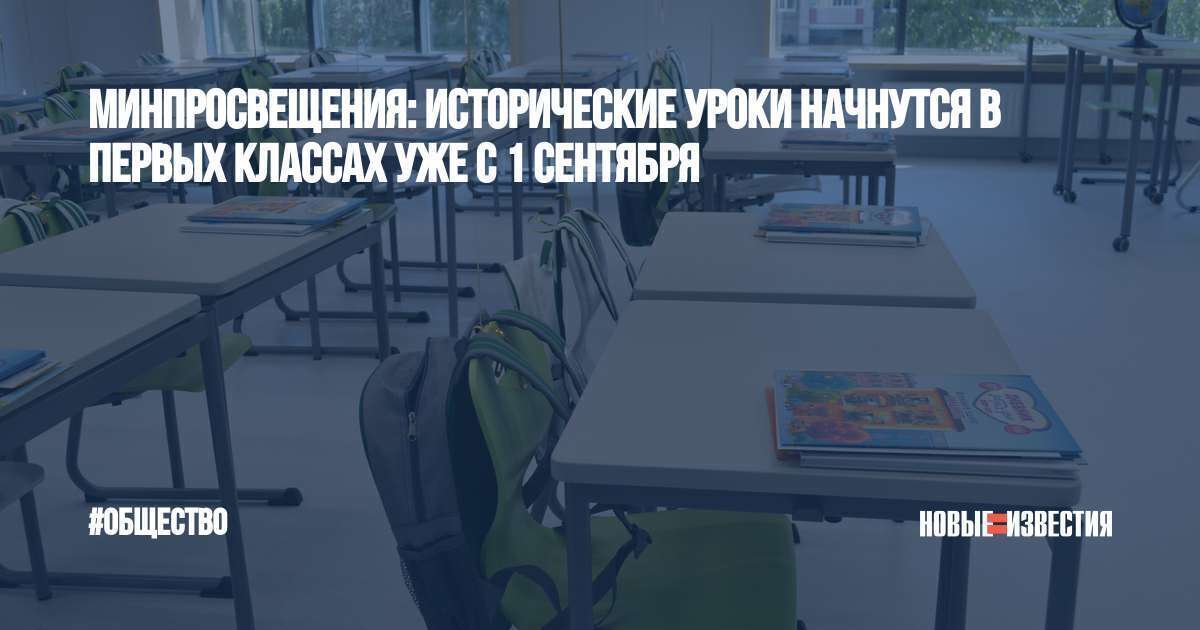 МИНПРОСВЕЩЕНИЯ: ИСТОРИЧЕСКИЕ УРОКИ НАЧНУТСЯ В
ПЕРВЫХ КЛАССАХ УЖЕ С 1 СЕНТЯБРЯ
#ОБЩЕСТВО
НОВЫЕ ИЗВЕСТИЯ